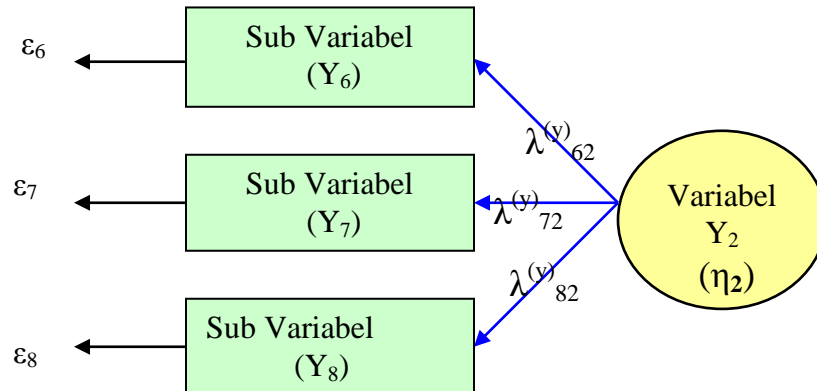 ε₆
Sub Variabel
(Y₆)
λ⁽ʸ⁾₆₂
ε₇
Sub Variabel
(Y₇)
λ⁽ʸ⁾₇₂
Variabel
Y₂
(η₂)
λ⁽ʸ⁾₈₂
ε₈
Sub Variabel
(Y₈)